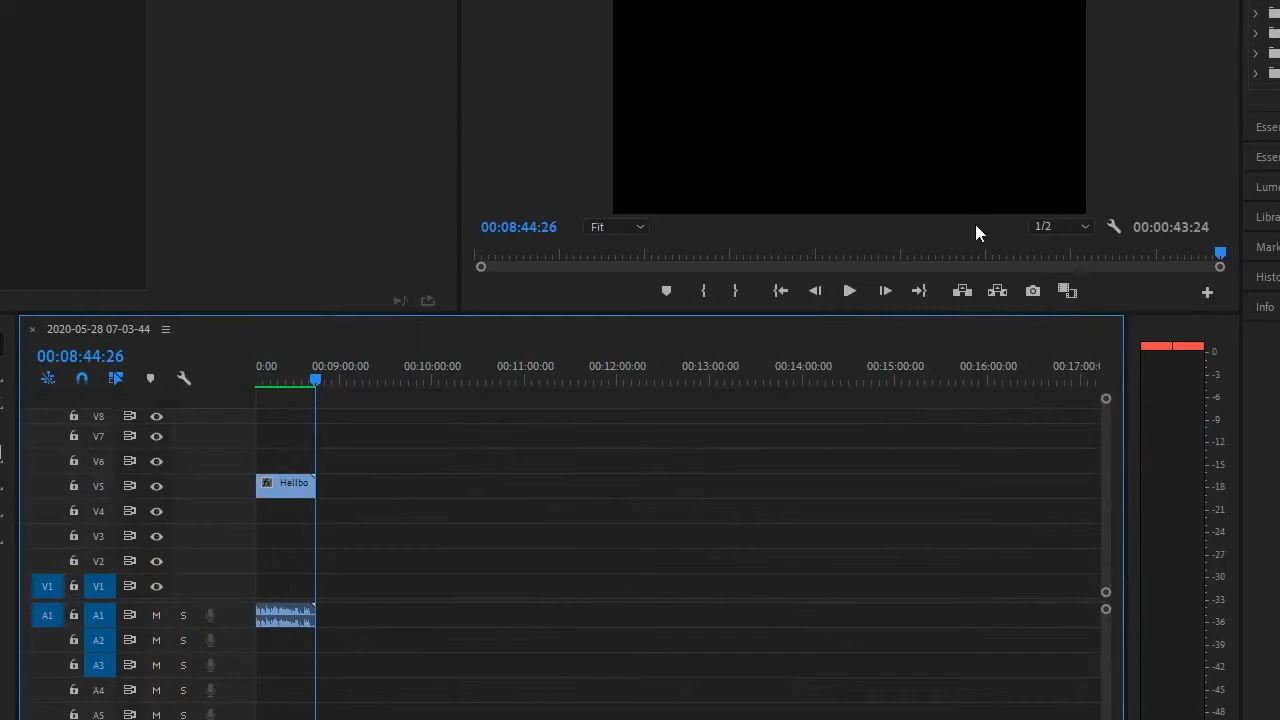 Esse
Esse
Lume
Libra
Mark
Histo
Info
00:08:44:26
Fit
1/2
00:00:43:24
2020-05-28 07-03-44
00:08:44:26
0:00
00:09:00:00
00:10:00:00
00:11:00:00
00:12:00:00
00:13:00:00
00:14:00:00
00:15:00:00
00:16:00:00
00:17:00:
V8
V7
V6
V5
fx Hellbo
V4
V3
V2
V1 V1
A1 A1 M S
A2 M S
A3 M S
A4 M S
A5 M S
0
-3
-6
-9
-12
-15
-18
-21
-24
-27
-30
-33
-36
-39
-42
-45
-48